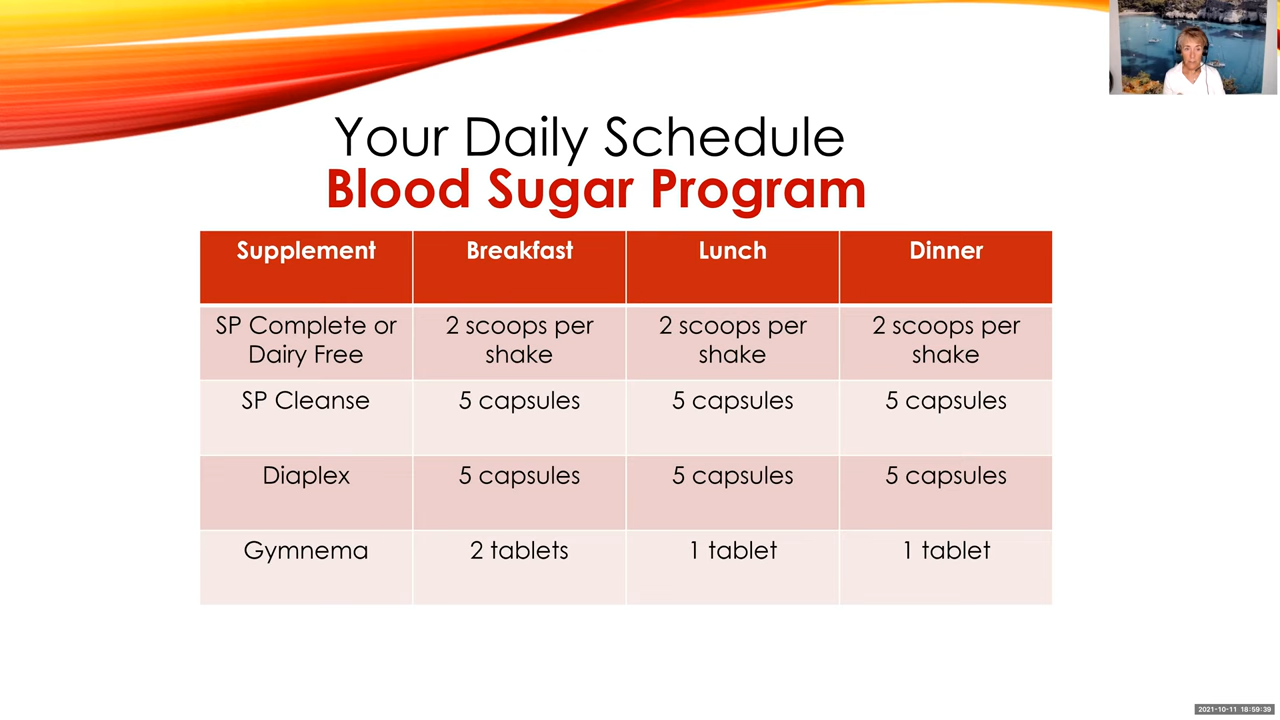 Your Daily Schedule
Blood Sugar Program
Supplement Breakfast Lunch Dinner
SP Complete or Dairy Free 2 scoops per shake 2 scoops per shake 2 scoops per shake
SP Cleanse 5 capsules 5 capsules 5 capsules
Diaplex 5 capsules 5 capsules 5 capsules
Gymnema 2 tablets 1 tablet 1 tablet
2021-10-11 18:59:39